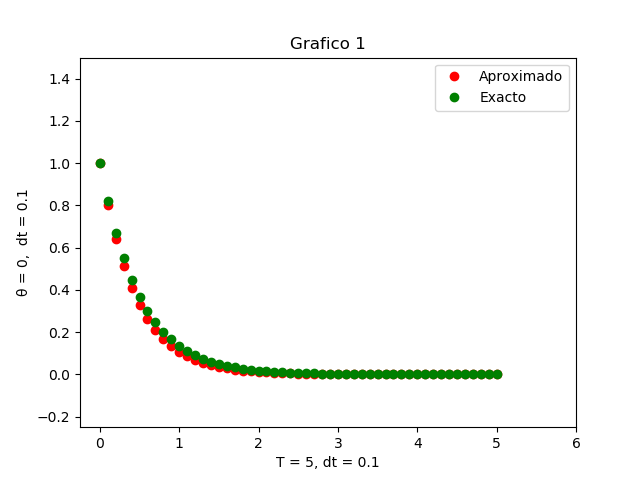 Grafico 1
Aproximado
Exacto
1.4
1.2
1.0
0.8
0.6
0.4
0.2
0.0
−0.2
θ = 0,  dt = 0.1
0 1 2 3 4 5 6
T = 5, dt = 0.1